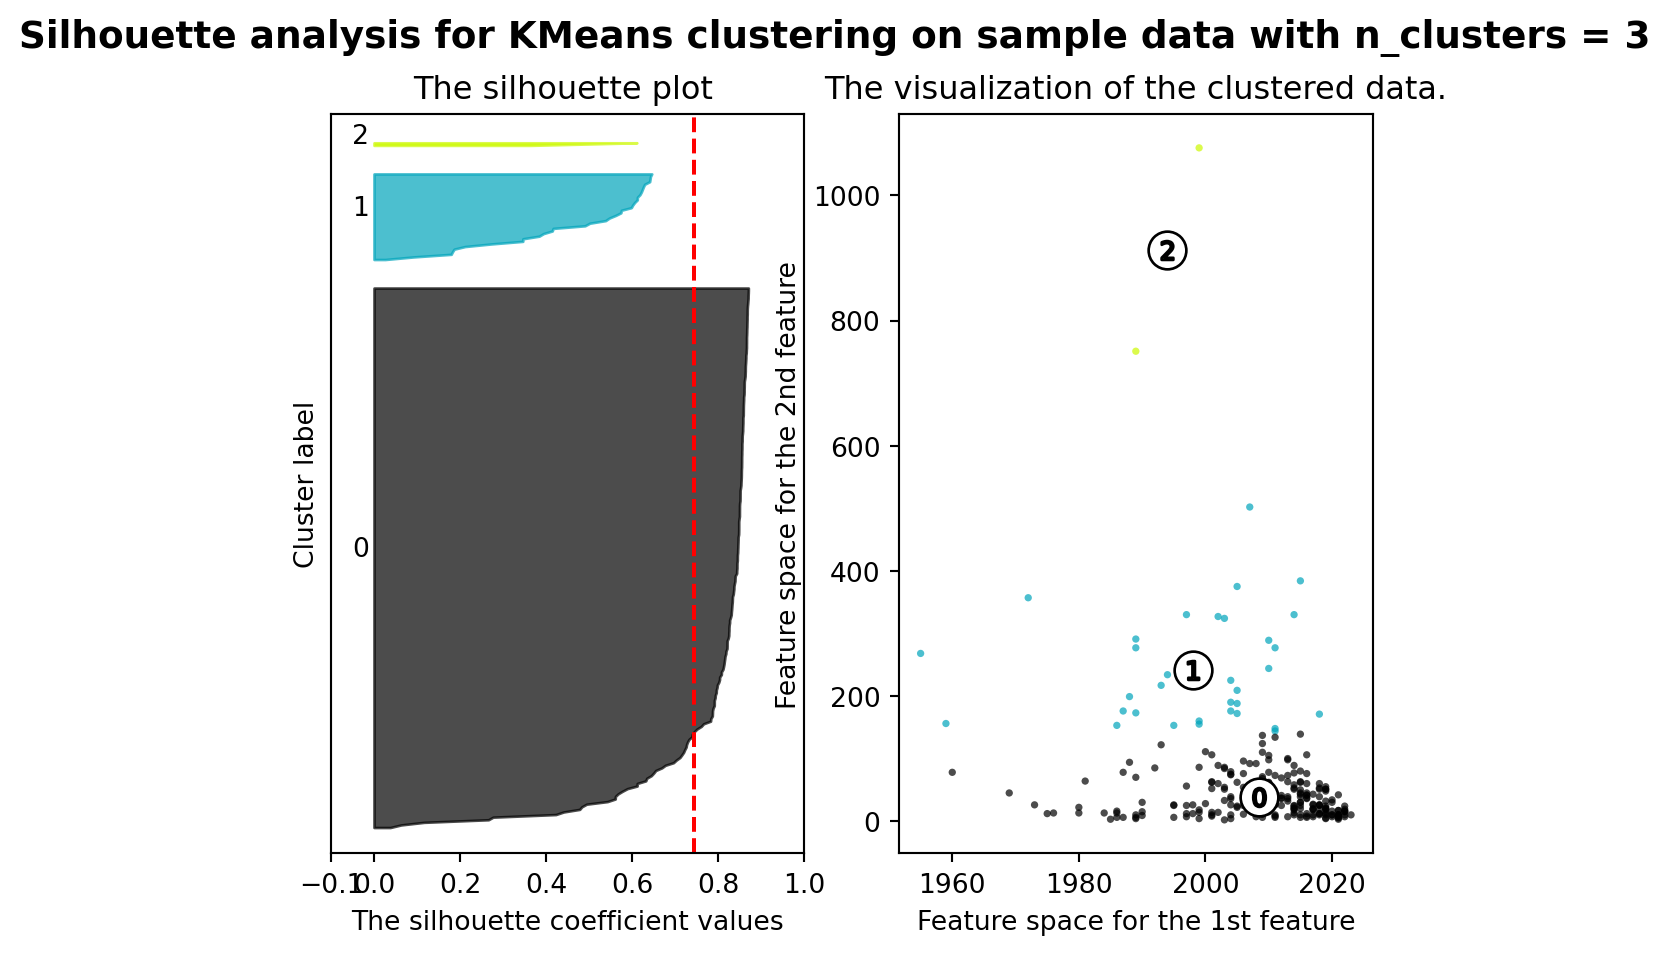 Silhouette analysis for KMeans clustering on sample data with n_clusters = 3
The silhouette plot
2
1
0
Cluster label
−0.1 0.0 0.2 0.4 0.6 0.8 1.0
The silhouette coefficient values
The visualization of the clustered data.
Feature space for the 2nd feature
1000
800
600
400
200
0
2
1
0
1960 1980 2000 2020
Feature space for the 1st feature